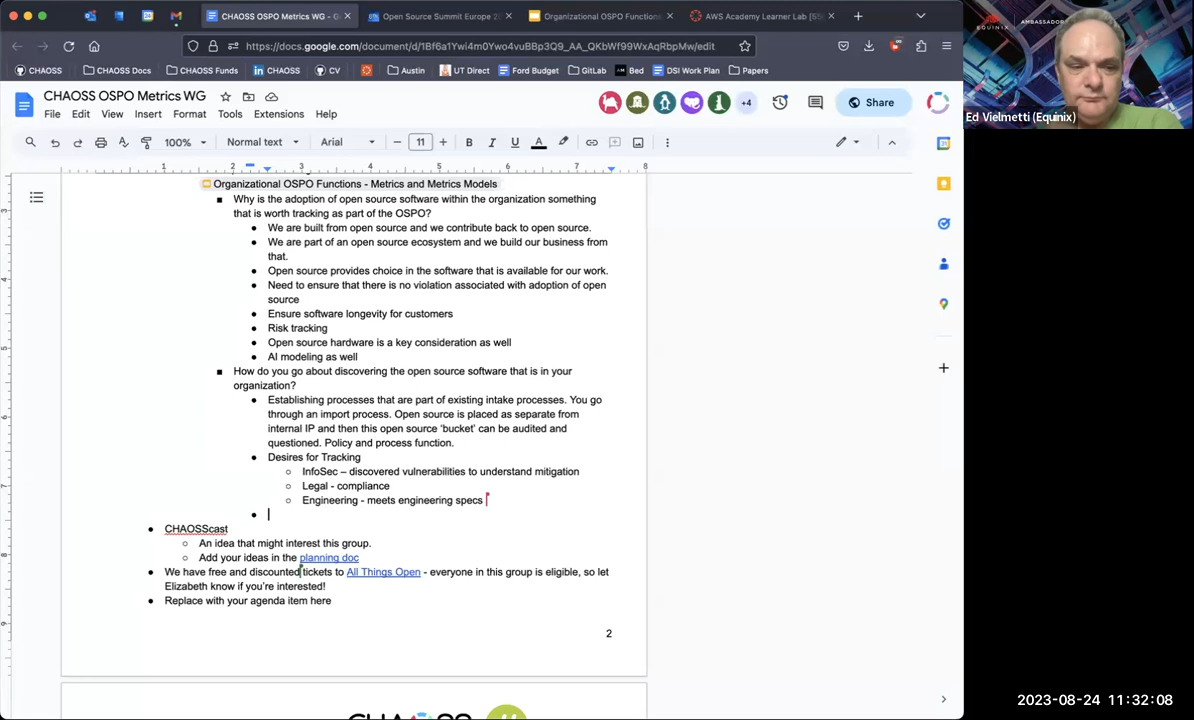 CHAOSS OSPO Metrics WG - G
Open Source Summit Europe 2
Organizational OSPO Functions
AWS Academy Learner Lab [55
https://docs.google.com/document/d/1Bf6a1Ywi4m0Ywo4vuBBp3Q9_AA_QKbWf99WxAqRbpMw/edit
CHAOSS
CHAOSS Docs
CHAOSS Funds
CHAOSS
CV
Austin
UT Direct
Ford Budget
GitLab
Bed
DSI Work Plan
Papers
CHAOSS OSPO Metrics WG
File Edit View Insert Format Tools Extensions Help
+4
Share
100%
Normal text
Arial
11
B I U A
1 2 3 4 5 6 7 8
Organizational OSPO Functions - Metrics and Metrics Models
Why is the adoption of open source software within the organization something
that is worth tracking as part of the OSPO?
We are built from open source and we contribute back to open source.
We are part of an open source ecosystem and we build our business from
that.
Open source provides choice in the software that is available for our work.
Need to ensure that there is no violation associated with adoption of open
source
Ensure software longevity for customers
Risk tracking
Open source hardware is a key consideration as well
AI modeling as well
How do you go about discovering the open source software that is in your
organization?
Establishing processes that are part of existing intake processes. You go
through an import process. Open source is placed as separate from
internal IP and then this open source ‘bucket’ can be audited and
questioned. Policy and process function.
Desires for Tracking
InfoSec – discovered vulnerabilities to understand mitigation
Legal - compliance
Engineering - meets engineering specs
CHAOSScast
An idea that might interest this group.
Add your ideas in the planning doc
We have free and discounted tickets to All Things Open - everyone in this group is eligible, so let
Elizabeth know if you’re interested!
Replace with your agenda item here
2
CHAOSS
EQUINIX
AMBASSADOR
Ed Vielmetti (Equinix)
2023-08-24 11:32:08